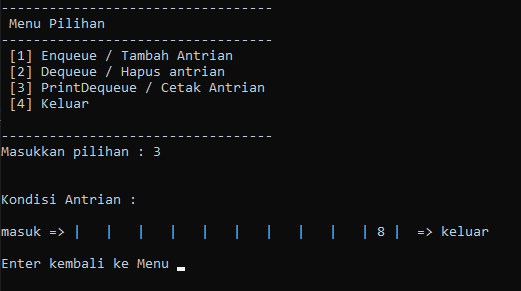 ----------------------------------
Menu Pilihan
----------------------------------
[1] Enqueue / Tambah Antrian
[2] Dequeue / Hapus antrian
[3] PrintDequeue / Cetak Antrian
[4] Keluar
----------------------------------
Masukkan pilihan : 3
Kondisi Antrian :
masuk => |   |   |   |   |   |   |   |   |   | 8 |  => keluar
Enter kembali ke Menu